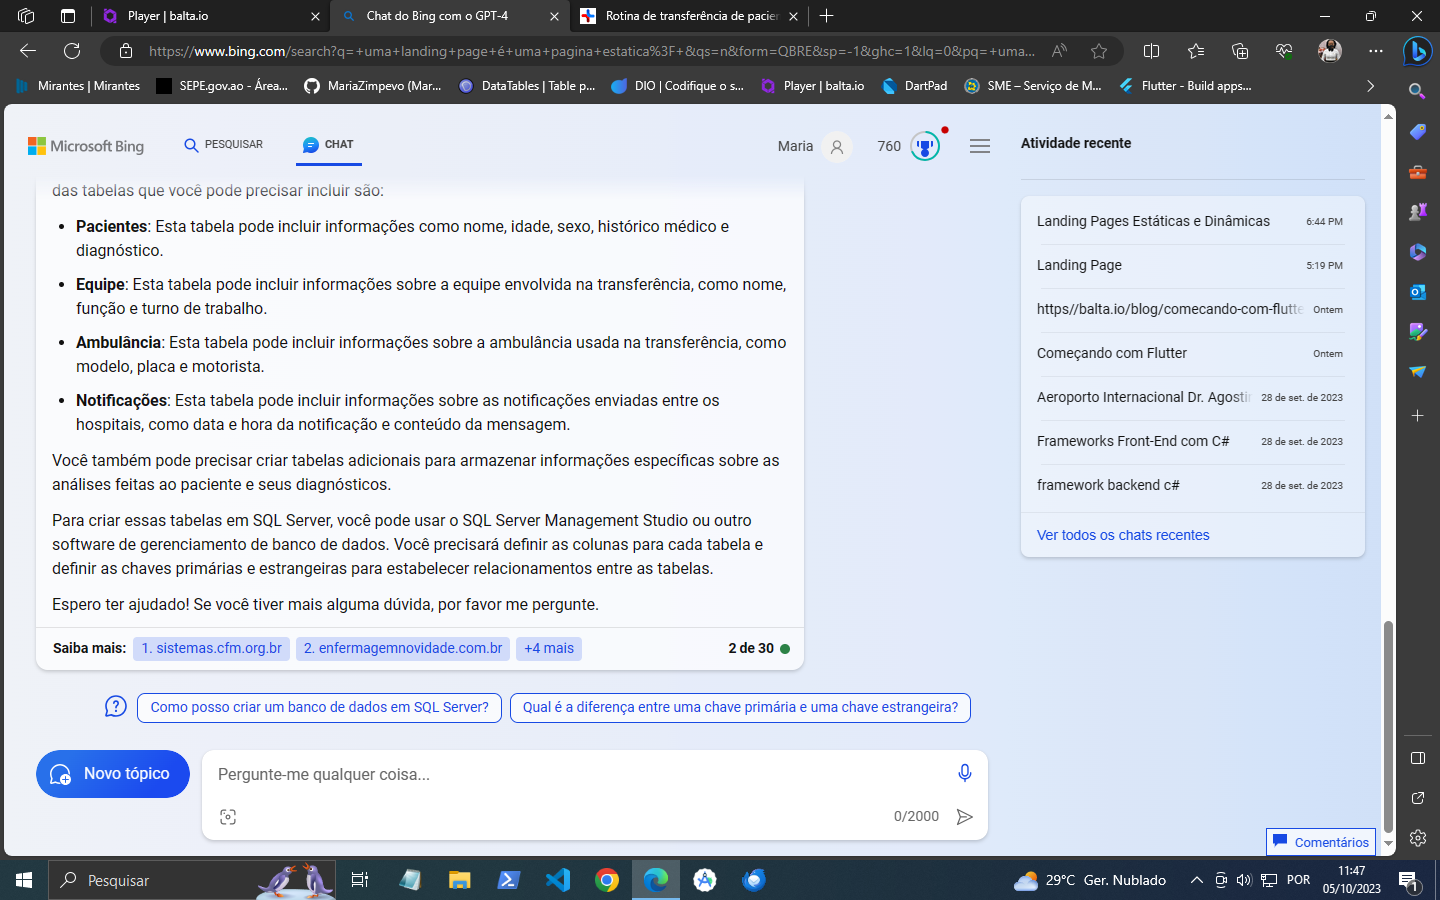 Player | balta.io
Chat do Bing com o GPT-4
Rotina de transferência de pacier
https://www.bing.com/search?q=+uma+landing+page+é+uma+pagina+estatica%3F+&qs=n&form=QBRE&sp=-1&ghc=1&lq=0&pq=+uma...
Mirantes | Mirantes
SEPE.gov.ao - Área...
MariaZimpevo (Mar...
DataTables | Table p...
DIO | Codifique o s...
Player | balta.io
DartPad
SME – Serviço de M...
Flutter - Build apps...
Microsoft Bing
PESQUISAR
CHAT
Maria
760
das tabelas que você pode precisar incluir são:
• Pacientes: Esta tabela pode incluir informações como nome, idade, sexo, histórico médico e
diagnóstico.
• Equipe: Esta tabela pode incluir informações sobre a equipe envolvida na transferência, como nome,
função e turno de trabalho.
• Ambulância: Esta tabela pode incluir informações sobre a ambulância usada na transferência, como
modelo, placa e motorista.
• Notificações: Esta tabela pode incluir informações sobre as notificações enviadas entre os
hospitais, como data e hora da notificação e conteúdo da mensagem.
Você também pode precisar criar tabelas adicionais para armazenar informações específicas sobre as
análises feitas ao paciente e seus diagnósticos.
Para criar essas tabelas em SQL Server, você pode usar o SQL Server Management Studio ou outro
software de gerenciamento de banco de dados. Você precisará definir as colunas para cada tabela e
definir as chaves primárias e estrangeiras para estabelecer relacionamentos entre as tabelas.
Espero ter ajudado! Se você tiver mais alguma dúvida, por favor me pergunte.
Saiba mais: 1. sistemas.cfm.org.br 2. enfermagemnovidade.com.br +4 mais 2 de 30
Como posso criar um banco de dados em SQL Server?
Qual é a diferença entre uma chave primária e uma chave estrangeira?
Novo tópico
Pergunte-me qualquer coisa...
0/2000
Atividade recente
Landing Pages Estáticas e Dinâmicas 6:44 PM
Landing Page 5:19 PM
https//balta.io/blog/comecando-com-flutte Ontem
Começando com Flutter Ontem
Aeroporto Internacional Dr. Agostin 28 de set. de 2023
Frameworks Front-End com C# 28 de set. de 2023
framework backend c# 28 de set. de 2023
Ver todos os chats recentes
Comentários
Pesquisar
29°C Ger. Nublado
POR
11:47
05/10/2023
1